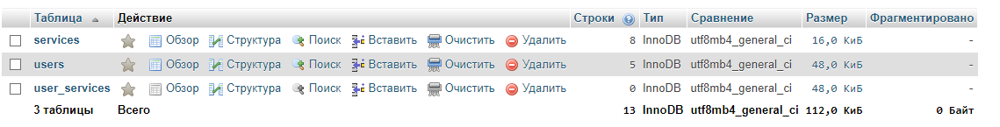 Таблица Действие Строки Тип Сравнение Размер Фрагментировано
services Обзор Структура Поиск Вставить Очистить Удалить 8 InnoDB utf8mb4_general_ci 16,0 КиБ -
users Обзор Структура Поиск Вставить Очистить Удалить 5 InnoDB utf8mb4_general_ci 48,0 КиБ -
user_services Обзор Структура Поиск Вставить Очистить Удалить 0 InnoDB utf8mb4_general_ci 48,0 КиБ -
3 таблицы Всего 13 InnoDB utf8mb4_general_ci 112,0 КиБ 0 Байт